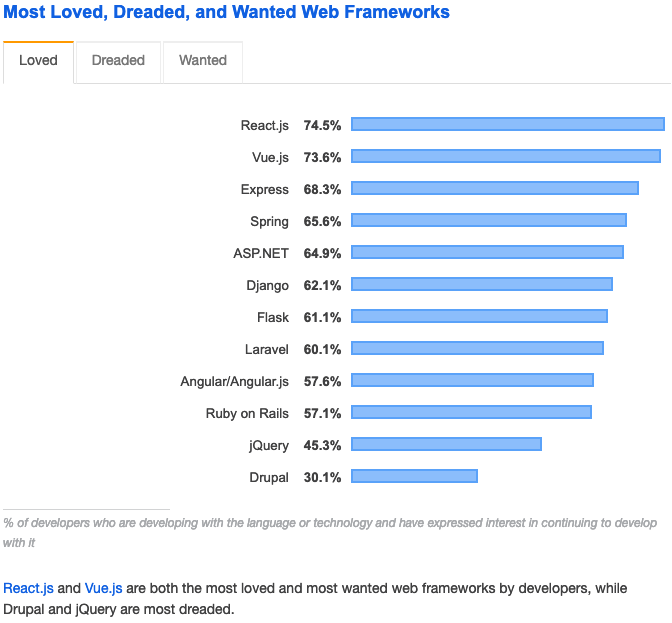 Most Loved, Dreaded, and Wanted Web Frameworks
Loved Dreaded Wanted
React.js 74.5%
Vue.js 73.6%
Express 68.3%
Spring 65.6%
ASP.NET 64.9%
Django 62.1%
Flask 61.1%
Laravel 60.1%
Angular/Angular.js 57.6%
Ruby on Rails 57.1%
jQuery 45.3%
Drupal 30.1%
% of developers who are developing with the language or technology and have expressed interest in continuing to develop
with it
React.js and Vue.js are both the most loved and most wanted web frameworks by developers, while
Drupal and jQuery are most dreaded.